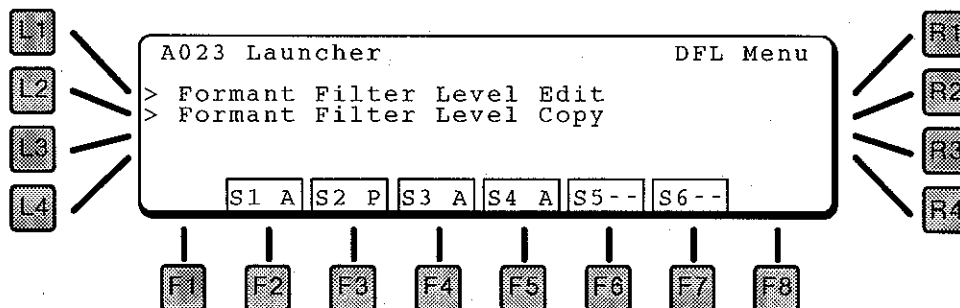 L1
L2
L3
L4
A023 Launcher DFL Menu
> Formant Filter Level Edit
> Formant Filter Level Copy
S1 A S2 P S3 A S4 A S5-- S6--
R1
R2
R3
R4
F1 F2 F3 F4 F5 F6 F7 F8